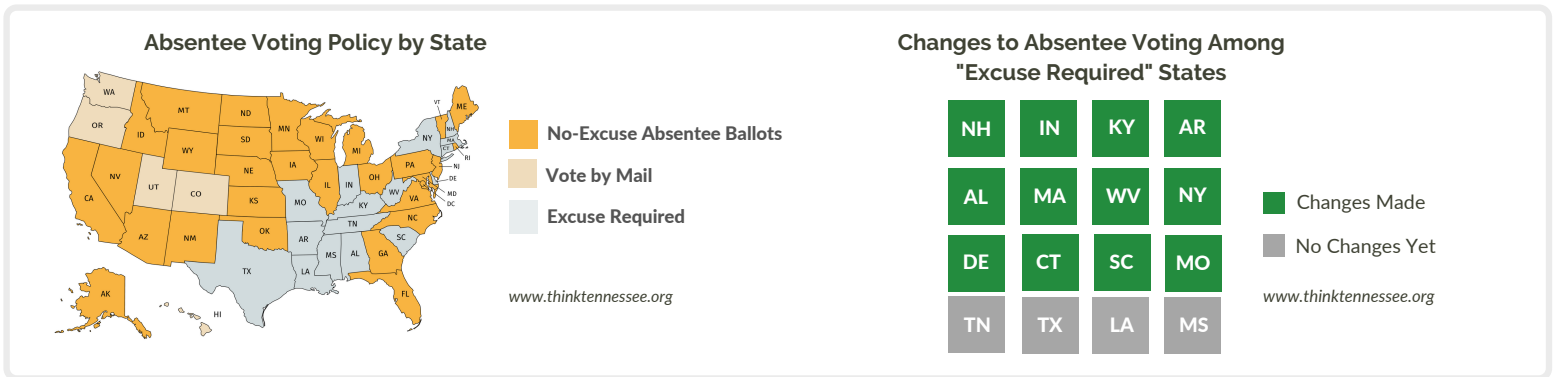 Absentee Voting Policy by State
WA
OR
CA
NV
ID
MT
WY
UT
CO
AZ
NM
ND
SD
NE
KS
OK
TX
MN
IA
MO
AR
LA
WI
IL
MI
IN
OH
KY
TN
MS
AL
GA
FL
SC
NC
VA
WV
PA
NY
VT
NH
MA
CT
ME
RI
NJ
DE
MD
DC
AK
HI
No-Excuse Absentee Ballots
Vote by Mail
Excuse Required
www.thinktennessee.org
Changes to Absentee Voting Among
"Excuse Required" States
NH IN KY AR
AL MA WV NY
DE CT SC MO
TN TX LA MS
Changes Made
No Changes Yet
www.thinktennessee.org